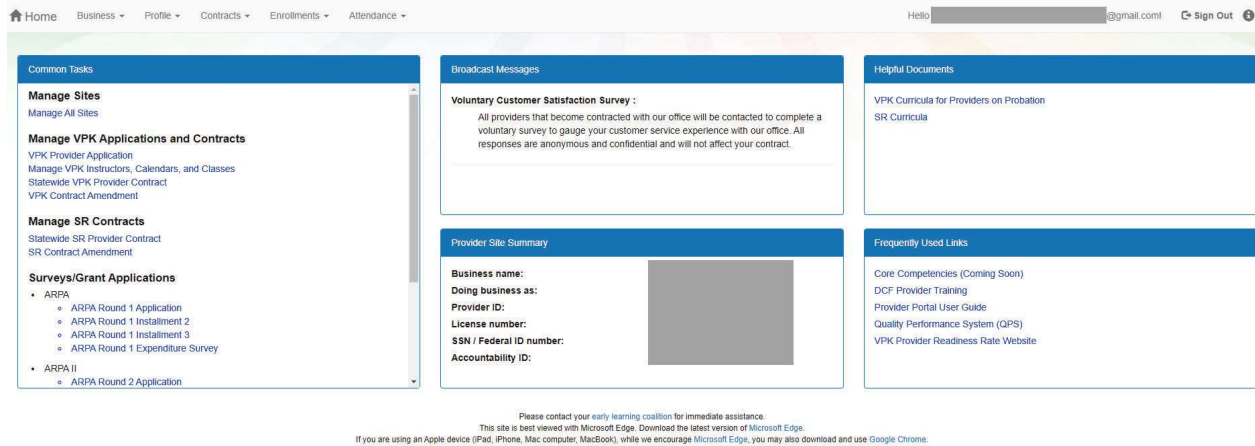 Home Business Profile Contracts Enrollments Attendance Hello @gmail.com! Sign Out
Common Tasks
Manage Sites
Manage All Sites
Manage VPK Applications and Contracts
VPK Provider Application
Manage VPK Instructors, Calendars, and Classes
Statewide VPK Provider Contract
VPK Contract Amendment
Manage SR Contracts
Statewide SR Provider Contract
SR Contract Amendment
Surveys/Grant Applications
ARPA
ARPA Round 1 Application
ARPA Round 1 Installment 2
ARPA Round 1 Installment 3
ARPA Round 1 Expenditure Survey
ARPA II
ARPA Round 2 Application
Broadcast Messages
Voluntary Customer Satisfaction Survey :
All providers that become contracted with our office will be contacted to complete a
voluntary survey to gauge your customer service experience with our office. All
responses are anonymous and confidential and will not affect your contract.
Provider Site Summary
Business name:
Doing business as:
Provider ID:
License number:
SSN / Federal ID number:
Accountability ID:
Helpful Documents
VPK Curricula for Providers on Probation
SR Curricula
Frequently Used Links
Core Competencies (Coming Soon)
DCF Provider Training
Provider Portal User Guide
Quality Performance System (QPS)
VPK Provider Readiness Rate Website
Please contact your early learning coalition for immediate assistance.
This site is best viewed with Microsoft Edge. Download the latest version of Microsoft Edge.
If you are using an Apple device (iPad, iPhone, Mac computer, MacBook), while we encourage Microsoft Edge, you may also download and use Google Chrome.